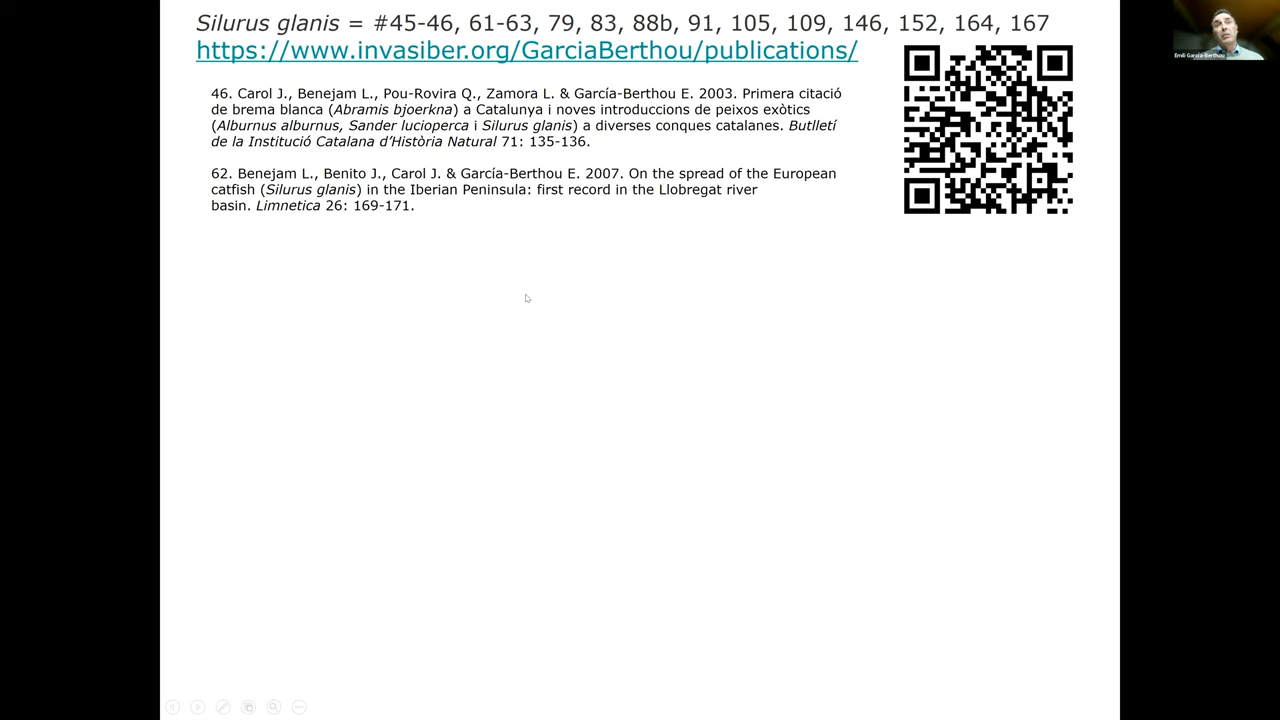 Silurus glanis = #45-46, 61-63, 79, 83, 88b, 91, 105, 109, 146, 152, 164, 167
https://www.invasiber.org/GarciaBerthou/publications/
46. Carol J., Benejam L., Pou-Rovira Q., Zamora L. & García-Berthou E. 2003. Primera citació
de brema blanca (Abramis bjoerkna) a Catalunya i noves introduccions de peixos exòtics
(Alburnus alburnus, Sander lucioperca i Silurus glanis) a diverses conques catalanes. Butlletí
de la Institució Catalana d'Història Natural 71: 135-136.
62. Benejam L., Benito J., Carol J. & García-Berthou E. 2007. On the spread of the European
catfish (Silurus glanis) in the Iberian Peninsula: first record in the Llobregat river
basin. Limnetica 26: 169-171.
Emili García-Berthou